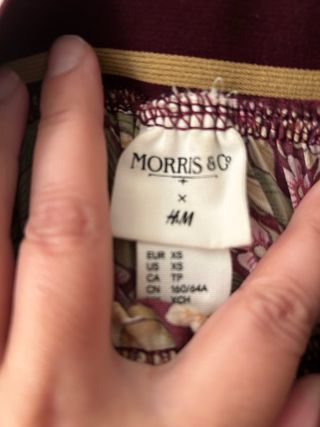 MORRIS & Co
×
H&M
EUR XS
US XS
CA TP
CN 160/64A
XCH